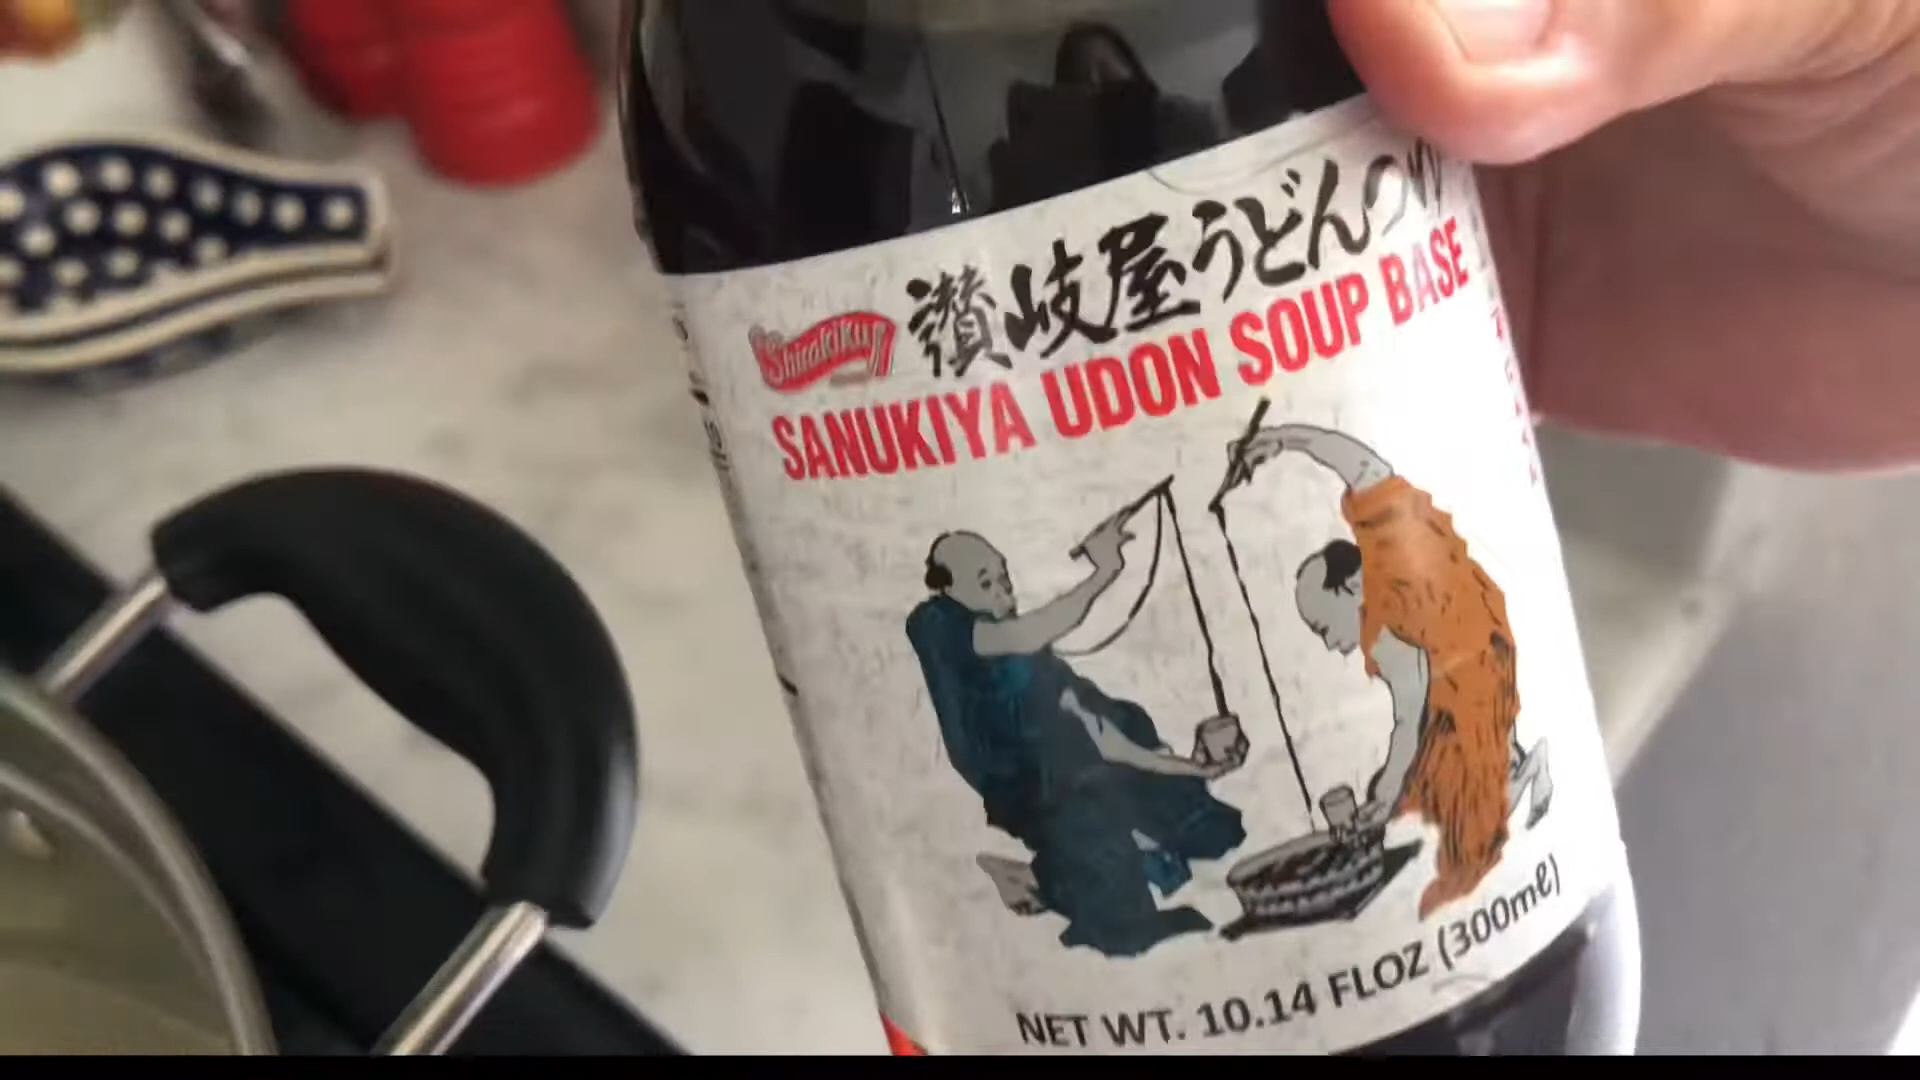 讃岐屋うどんつゆ
Shirakiku
SANUKIYA UDON SOUP BASE
NET WT. 10.14 FLOZ (300mℓ)